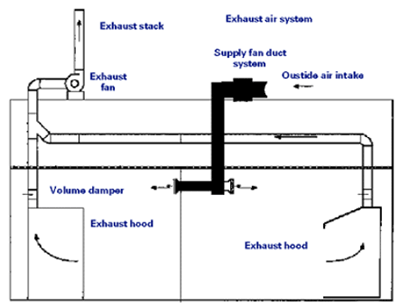 Exhaust stack
Exhaust air system
Supply fan duct
system
Exhaust
fan
Oustide air intake
Volume damper
Exhaust hood
Exhaust hood